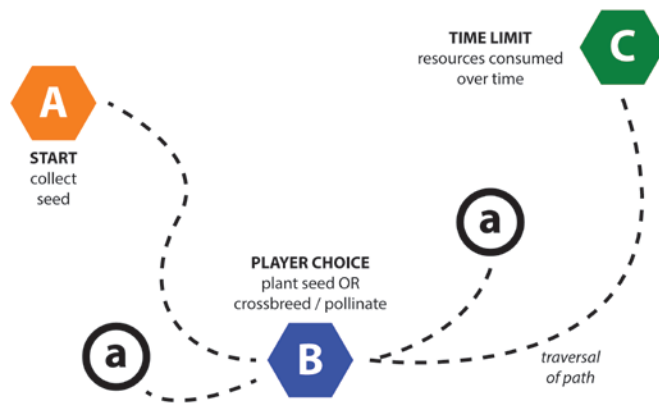 A
START
collect
seed
TIME LIMIT
resources consumed
over time
C
a
PLAYER CHOICE
plant seed OR
crossbreed / pollinate
B
a
traversal
of path